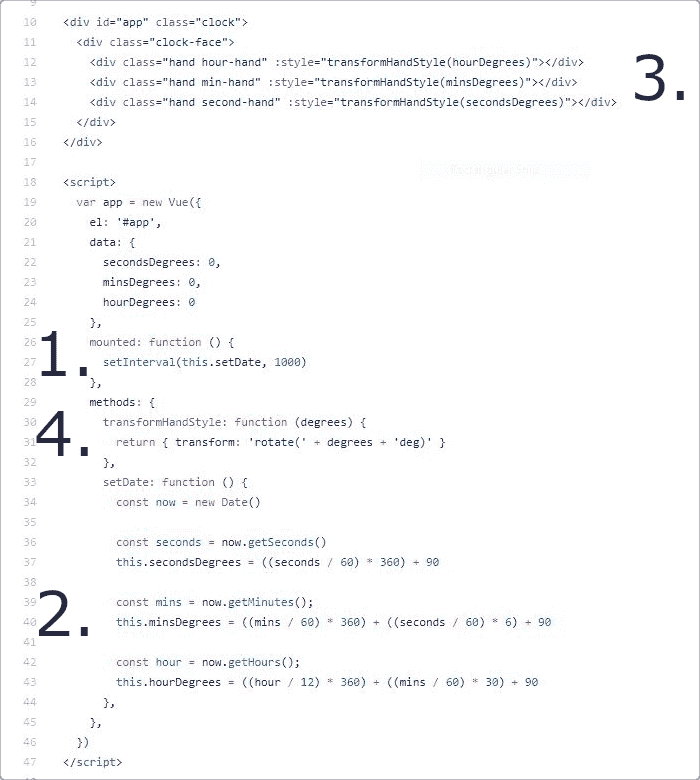 9
10 <div id="app" class="clock">
11 <div class="clock-face">
12 <div class="hand hour-hand" :style="transformHandStyle(hourDegrees)"></div>
13 <div class="hand min-hand" :style="transformHandStyle(minsDegrees)"></div>
3.
14 <div class="hand second-hand" :style="transformHandStyle(secondsDegrees)"></div>
15 </div>
16 </div>
17
18 <script>
19 var app = new Vue({
20 el: '#app',
21 data: {
22 secondsDegrees: 0,
23 minsDegrees: 0,
24 hourDegrees: 0
25 },
26 mounted: function () {
1.
27 setInterval(this.setDate, 1000)
28 },
29 methods: {
30 transformHandStyle: function (degrees) {
4.
31 return { transform: 'rotate(' + degrees + 'deg)' }
32 },
33 setDate: function () {
34 const now = new Date()
35
36 const seconds = now.getSeconds()
37 this.secondsDegrees = ((seconds / 60) * 360) + 90
38
39 const mins = now.getMinutes();
2.
40 this.minsDegrees = ((mins / 60) * 360) + ((seconds / 60) * 6) + 90
41
42 const hour = now.getHours();
43 this.hourDegrees = ((hour / 12) * 360) + ((mins / 60) * 30) + 90
44 },
45 },
46 })
47 </script>